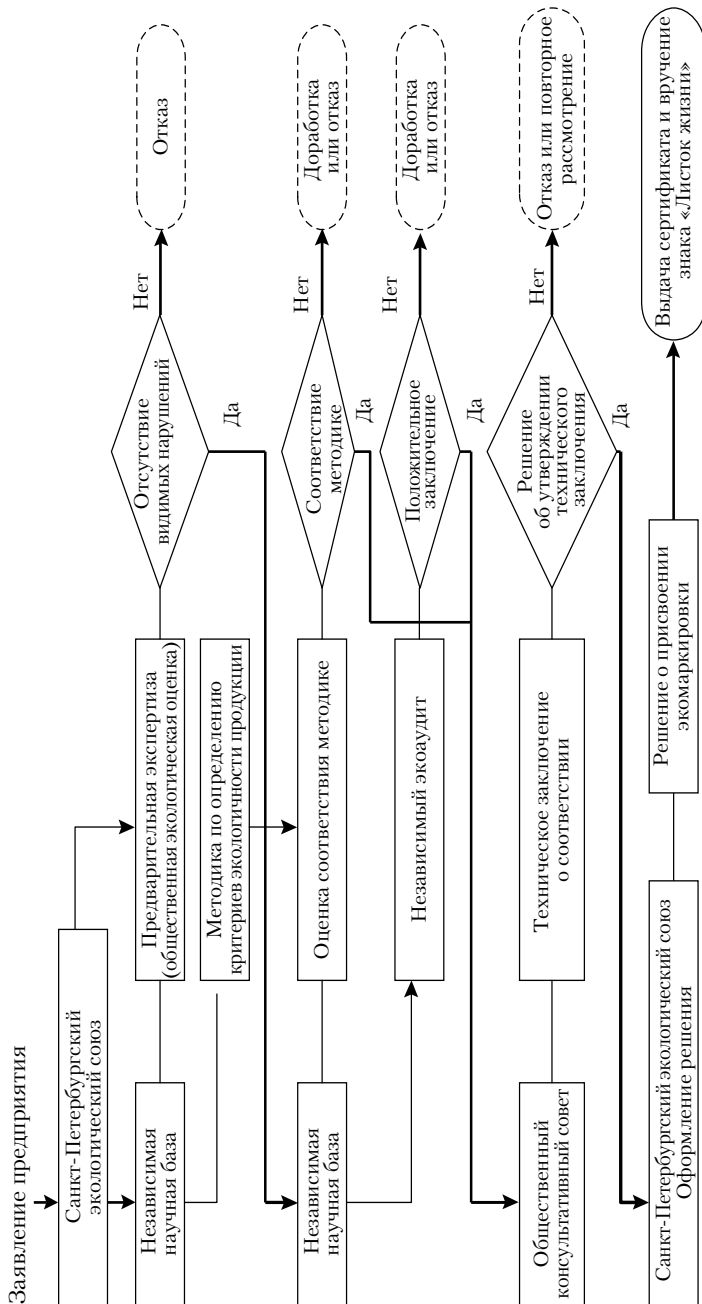 Заявление предприятия
Санкт-Петербургский
экологический союз
Независимая
научная база
Предварительная экспертиза
(общественная экологическая оценка)
Отсутствие
видимых нарушений
Нет
Отказ
Да
Методика по определению
критериев экологичности продукции
Независимая
научная база
Оценка соответствия методике
Соответствие
методике
Нет
Доработка
или отказ
Да
Независимый экоаудит
Положительное
заключение
Нет
Доработка
или отказ
Да
Общественный
консультативный совет
Техническое заключение
о соответствии
Решение
об утверждении
технического
заключения
Нет
Отказ или повторное
рассмотрение
Да
Санкт-Петербургский экологический союз
Оформление решения
Решение о присвоении
экомаркировки
Выдача сертификата и вручение
знака «Листок жизни»